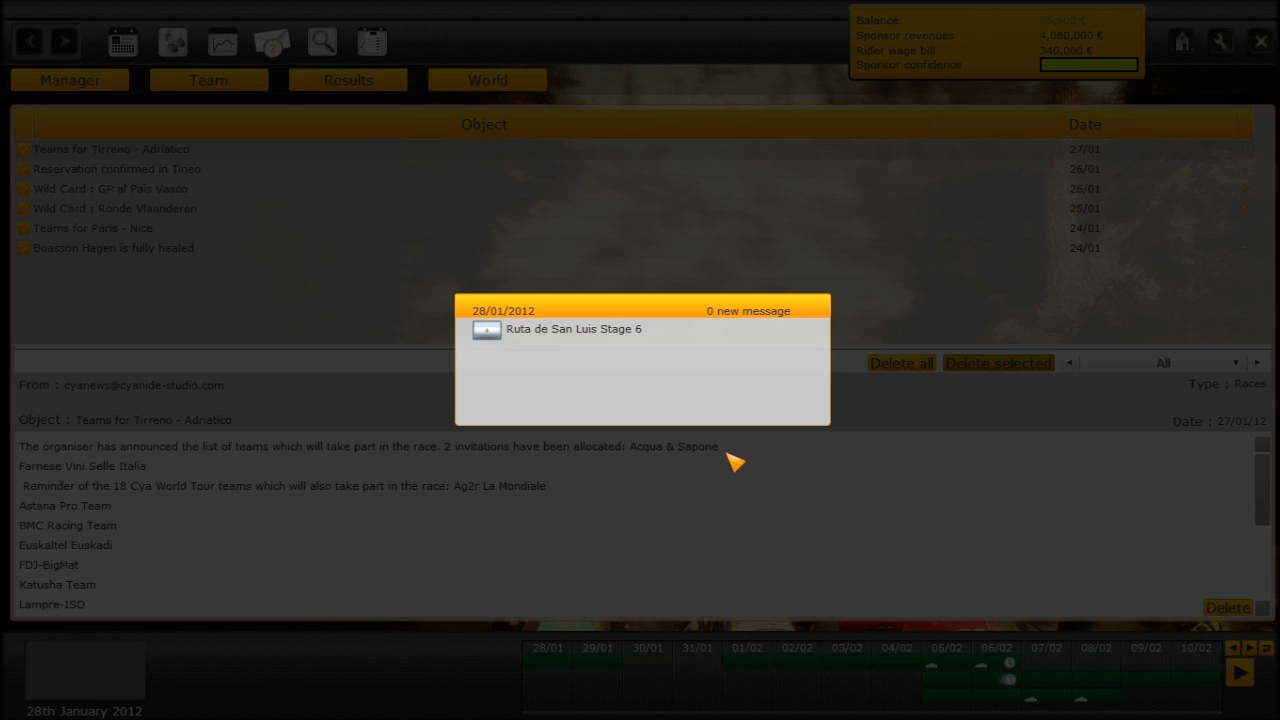 Balance 85,600 €
Sponsor revenues 4,080,000 €
Rider wage bill 340,000 €
Sponsor confidence
2
Manager Team Results World
Object Date
Teams for Tirreno - Adriatico 27/01
Reservation confirmed in Tineo 26/01
Wild Card : GP al Pais Vasco 26/01
Wild Card : Ronde Vlaanderen 25/01
Teams for Paris - Nice 24/01
Boasson Hagen is fully healed 24/01
28/01/2012 0 new message
Ruta de San Luis Stage 6
Delete all Delete selected All
From : cyanews@cyanide-studio.com Type : Races
Object : Teams for Tirreno - Adriatico Date : 27/01/12
The organiser has announced the list of teams which will take part in the race. 2 invitations have been allocated: Acqua & Sapone
Farnese Vini Selle Italia
Reminder of the 18 Cya World Tour teams which will also take part in the race: Ag2r La Mondiale
Astana Pro Team
BMC Racing Team
Euskaltel Euskadi
FDJ-BigMat
Katusha Team
Lampre-ISD
Delete
28/01 29/01 30/01 31/01 01/02 02/02 03/02 04/02 05/02 06/02 07/02 08/02 09/02 10/02
28th January 2012